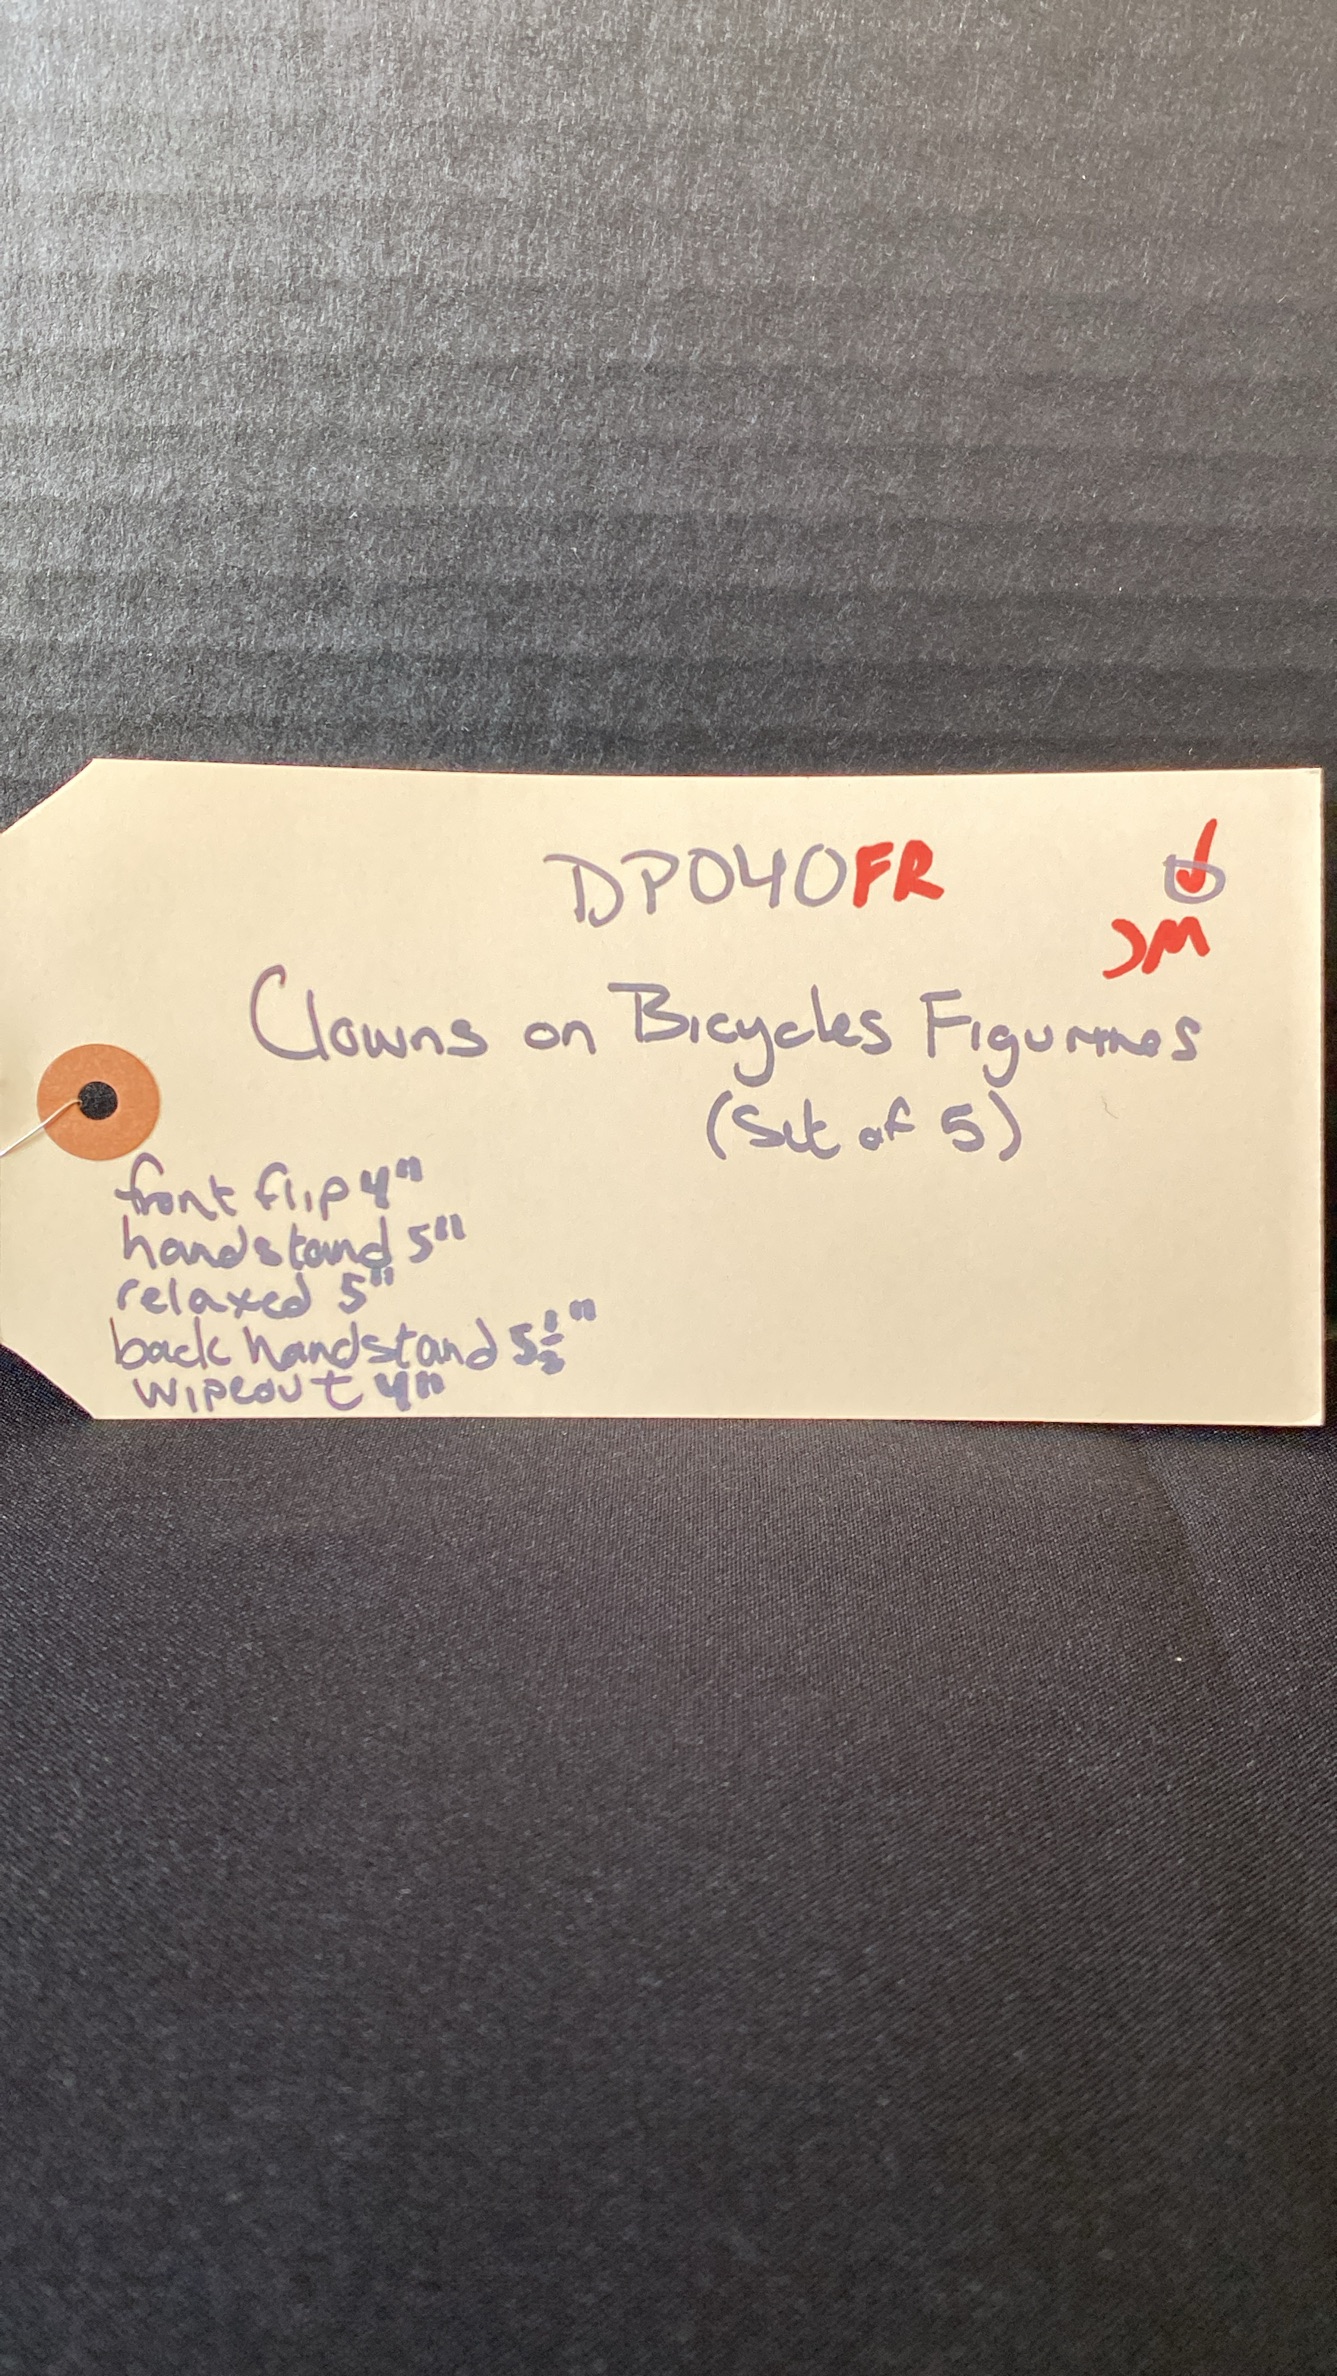 DP040FR
JM
Clowns on Bicycles Figurines
(Set of 5)
front flip 4"
handstand 5"
relaxed 5"
back handstand 5½"
wipeout 4"